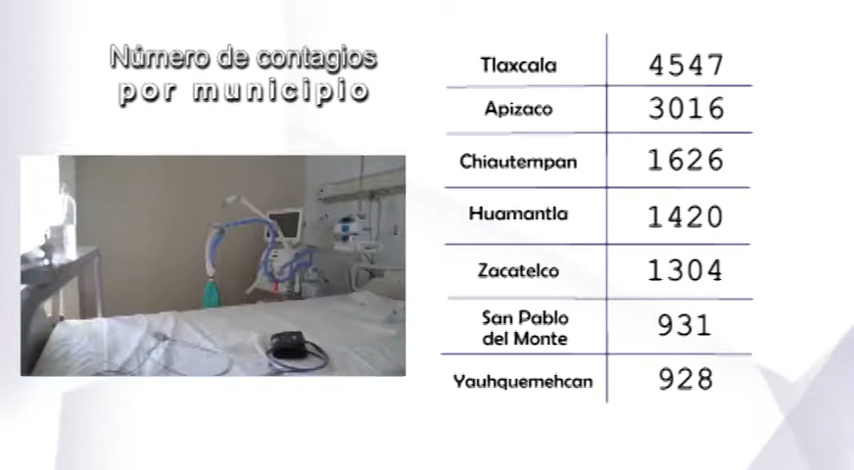 Número de contagios
por municipio
Tlaxcala 4547
Apizaco 3016
Chiautempan 1626
Huamantla 1420
Zacatelco 1304
San Pablo
del Monte 931
Yauhquemehcan 928